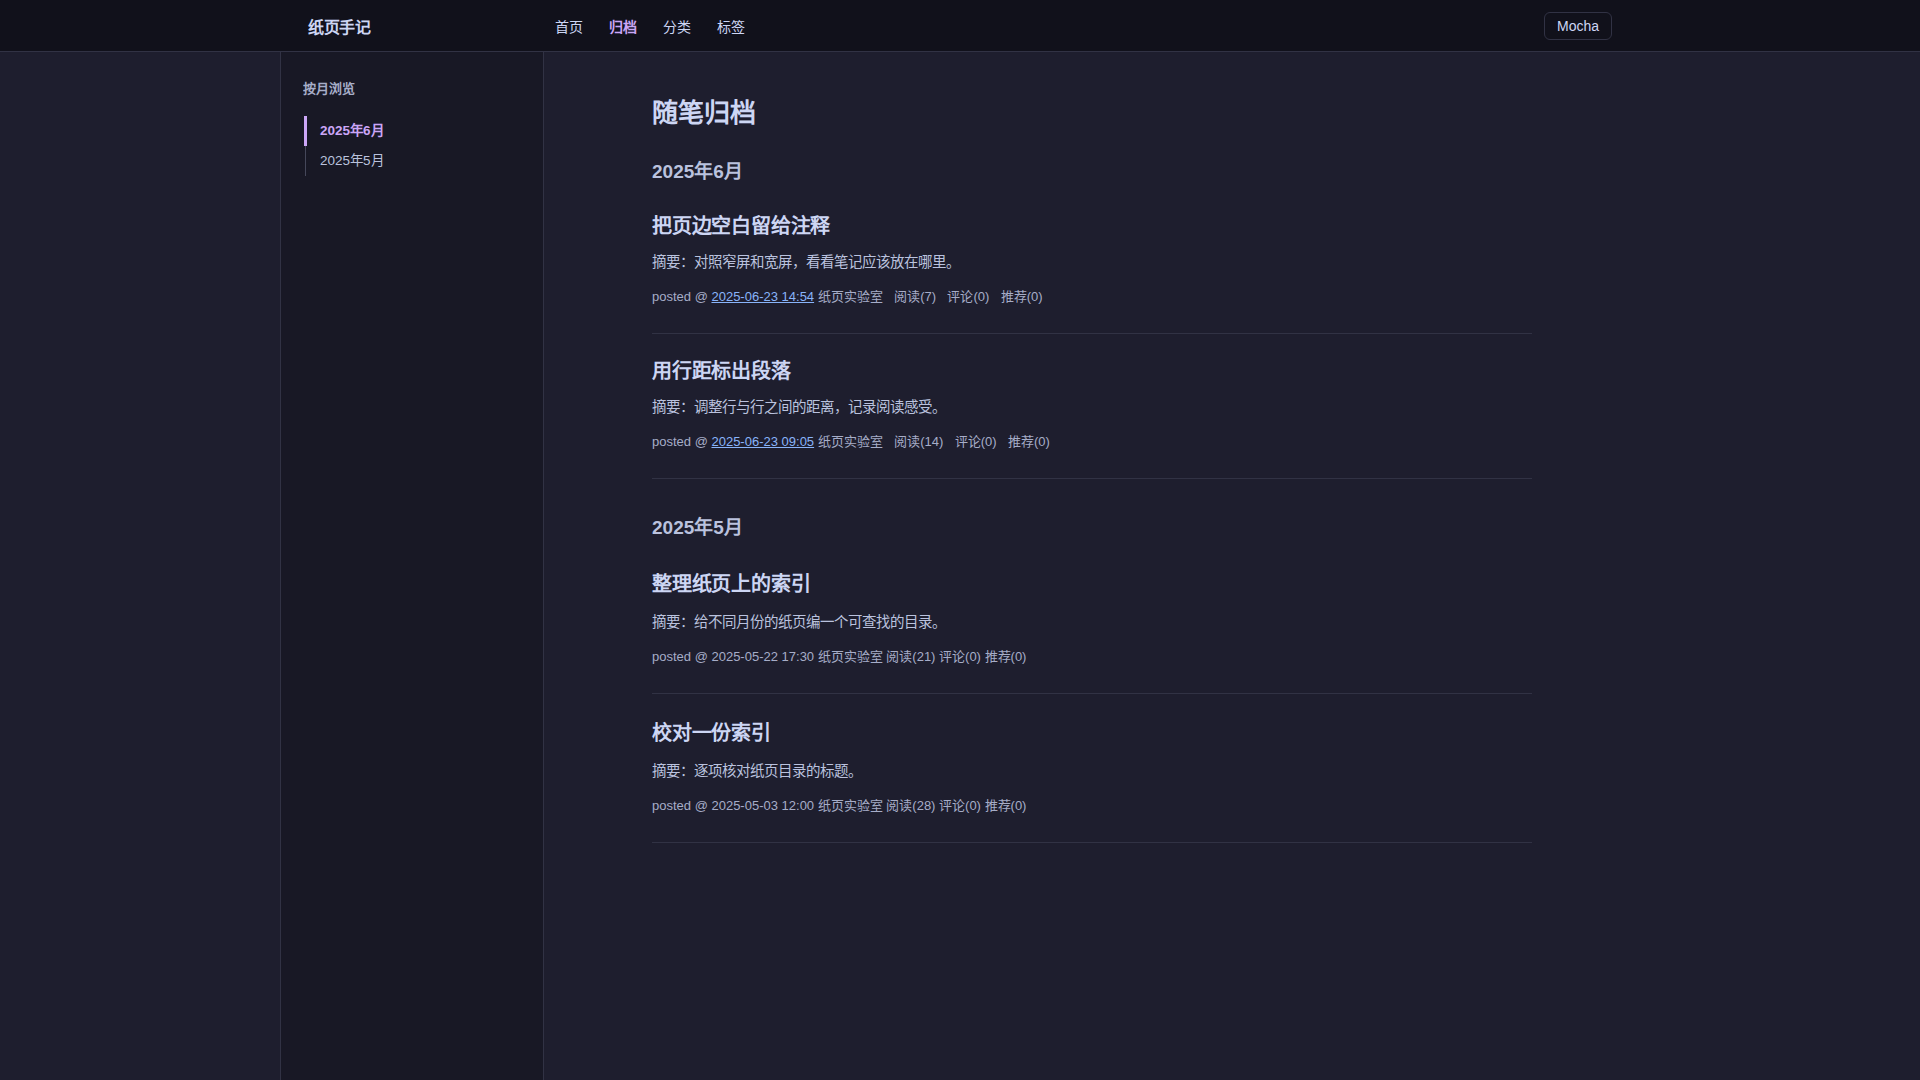 纸页手记
首页 归档 分类 标签
Mocha
按月浏览
2025年6月
2025年5月
随笔归档
2025年6月
把页边空白留给注释
摘要：对照窄屏和宽屏，看看笔记应该放在哪里。
posted @ 2025-06-23 14:54 纸页实验室 阅读(7) 评论(0) 推荐(0)
用行距标出段落
摘要：调整行与行之间的距离，记录阅读感受。
posted @ 2025-06-23 09:05 纸页实验室 阅读(14) 评论(0) 推荐(0)
2025年5月
整理纸页上的索引
摘要：给不同月份的纸页编一个可查找的目录。
posted @ 2025-05-22 17:30 纸页实验室 阅读(21) 评论(0) 推荐(0)
校对一份索引
摘要：逐项核对纸页目录的标题。
posted @ 2025-05-03 12:00 纸页实验室 阅读(28) 评论(0) 推荐(0)